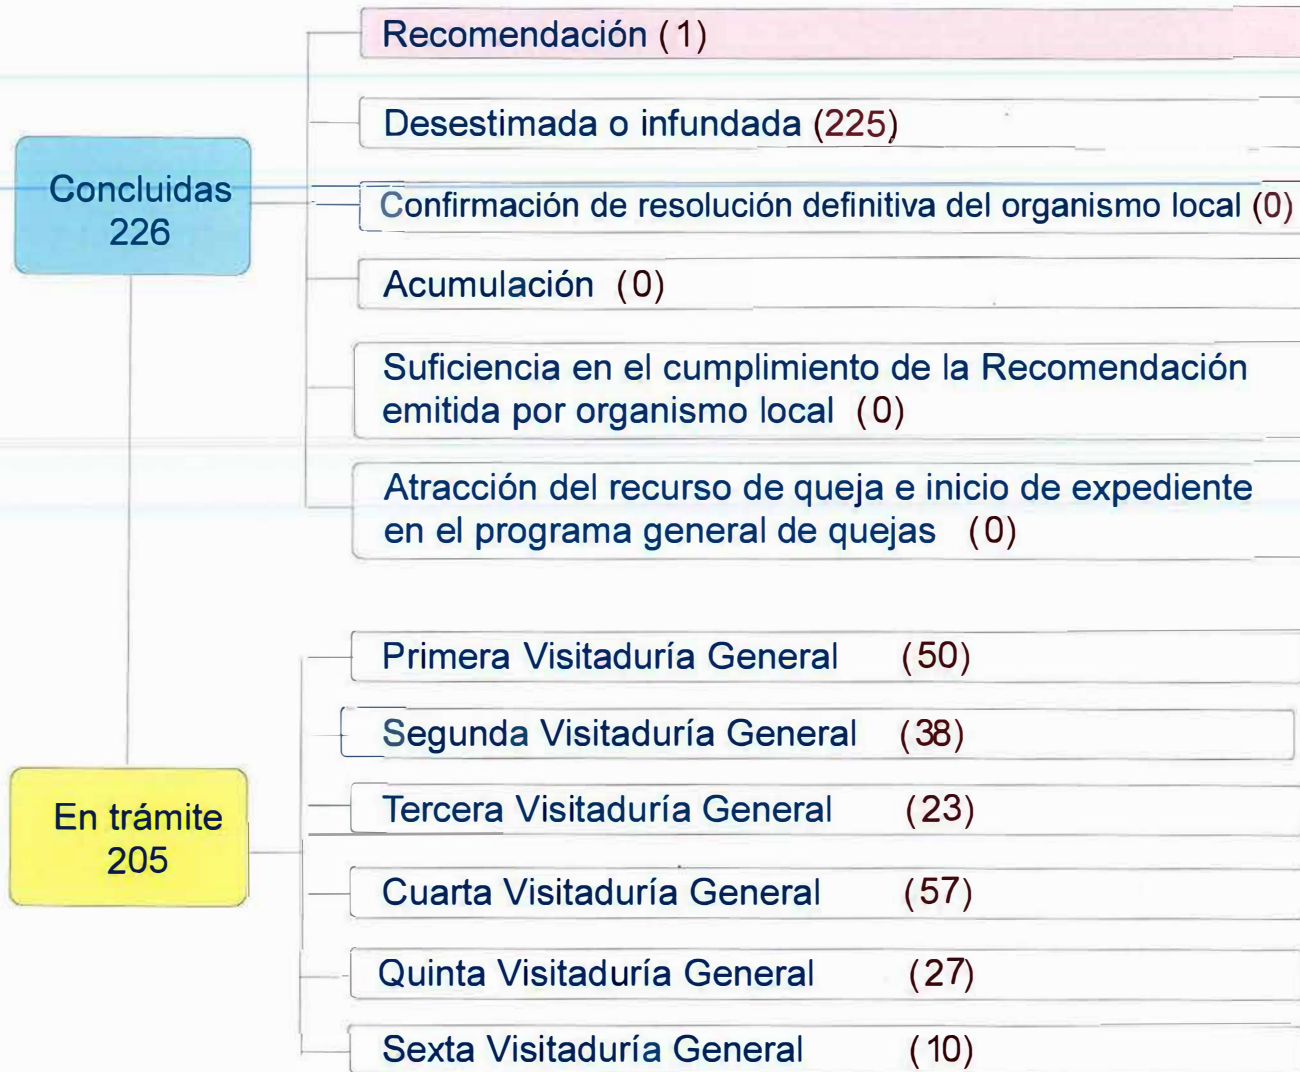 Recomendación (1)
Desestimada o infundada (225)
Concluidas
226
Confirmación de resolución definitiva del organismo local (0)
Acumulación (0)
Suficiencia en el cumplimiento de la Recomendación
emitida por organismo local (0)
Atracción del recurso de queja e inicio de expediente
en el programa general de quejas (0)
Primera Visitaduría General (50)
Segunda Visitaduría General (38)
Tercera Visitaduría General (23)
En trámite
205
Cuarta Visitaduría General (57)
Quinta Visitaduría General (27)
Sexta Visitaduría General (10)